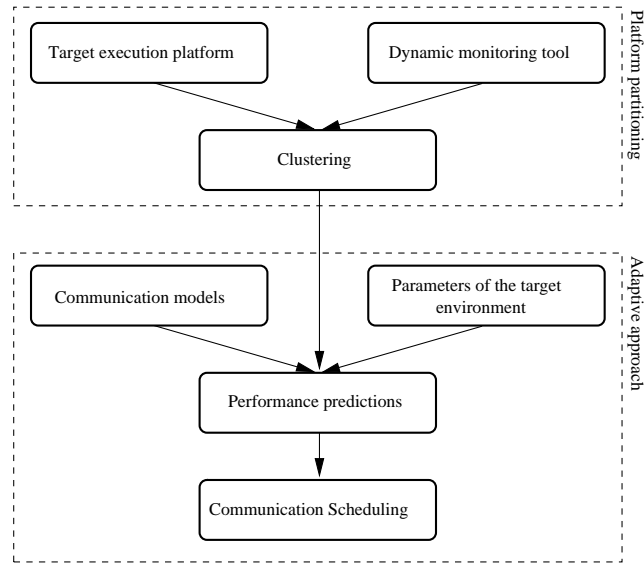 Target execution platform
Dynamic monitoring tool
Clustering
Platform partitioning
Communication models
Parameters of the target
environment
Performance predictions
Communication Scheduling
Adaptive approach